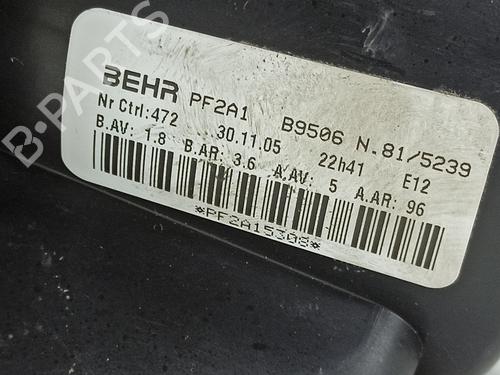 BEHR PF2A1 B9506 N.81/5239
Nr Ctrl:472 30.11.05 22h41 E12
B.AV: 1.8 B.AR: 3.6 A.AV: 5 A.AR: 96
*PF2A15308*
B-PARTS